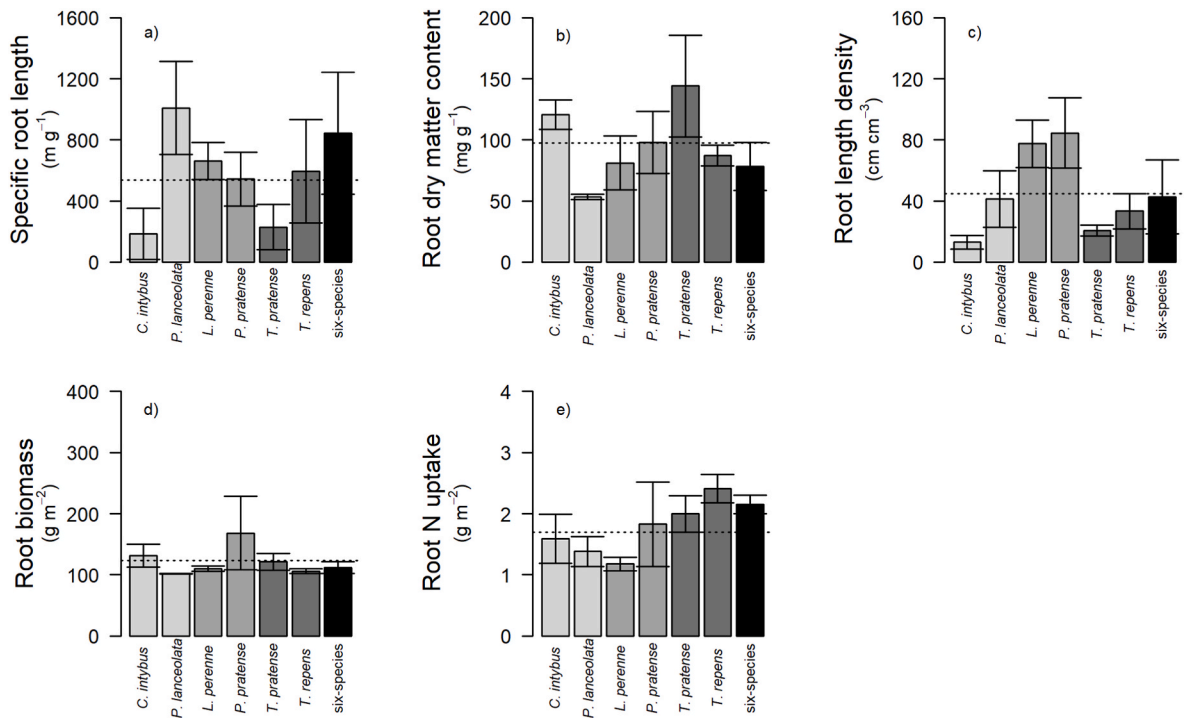 a)
Specific root length
(m g⁻¹)
1600
1200
800
400
0
C. intybus
P. lanceolata
L. perenne
P. pratense
T. pratense
T. repens
six-species
b)
Root dry matter content
(mg g⁻¹)
200
150
100
50
0
C. intybus
P. lanceolata
L. perenne
P. pratense
T. pratense
T. repens
six-species
c)
Root length density
(cm cm⁻³)
160
120
80
40
0
C. intybus
P. lanceolata
L. perenne
P. pratense
T. pratense
T. repens
six-species
d)
Root biomass
(g m⁻²)
400
300
200
100
0
C. intybus
P. lanceolata
L. perenne
P. pratense
T. pratense
T. repens
six-species
e)
Root N uptake
(g m⁻²)
4
3
2
1
0
C. intybus
P. lanceolata
L. perenne
P. pratense
T. pratense
T. repens
six-species